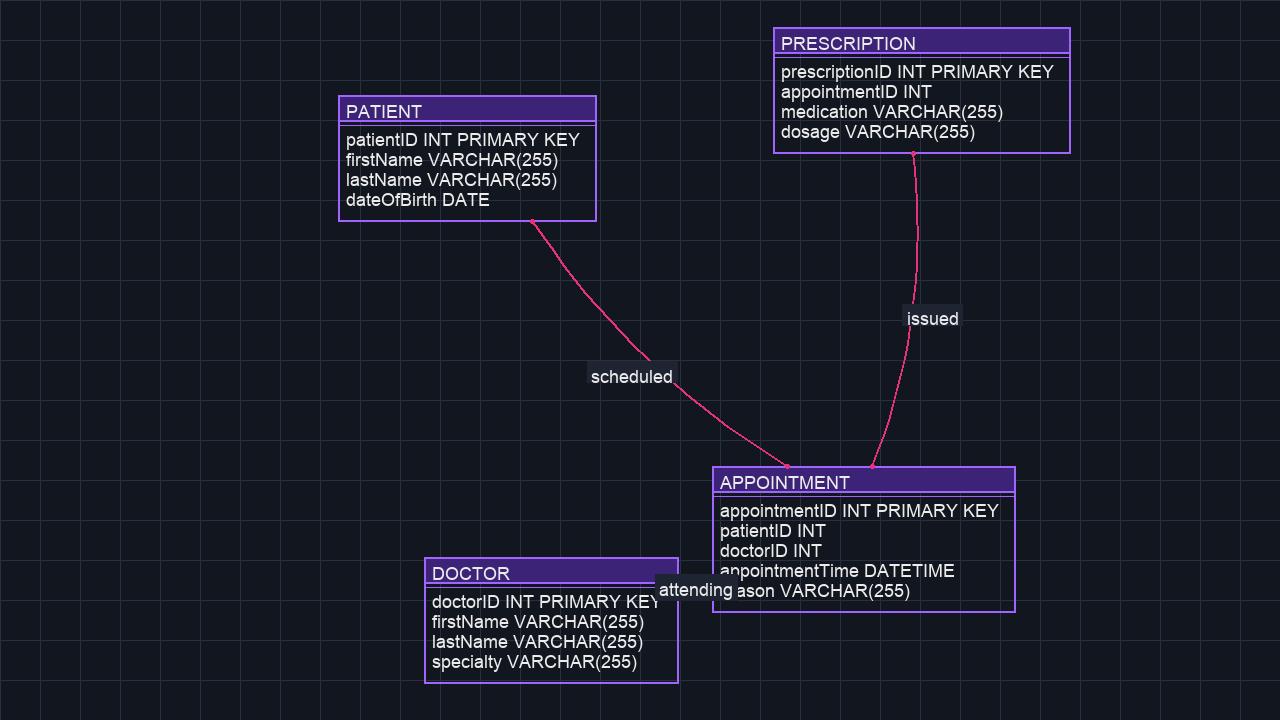 PRESCRIPTION
prescriptionID INT PRIMARY KEY
appointmentID INT
medication VARCHAR(255)
dosage VARCHAR(255)
PATIENT
patientID INT PRIMARY KEY
firstName VARCHAR(255)
lastName VARCHAR(255)
dateOfBirth DATE
issued
scheduled
APPOINTMENT
appointmentID INT PRIMARY KEY
patientID INT
doctorID INT
appointmentTime DATETIME
VARCHAR(255)
attending
DOCTOR
doctorID INT PRIMARY KEY
firstName VARCHAR(255)
lastName VARCHAR(255)
specialty VARCHAR(255)